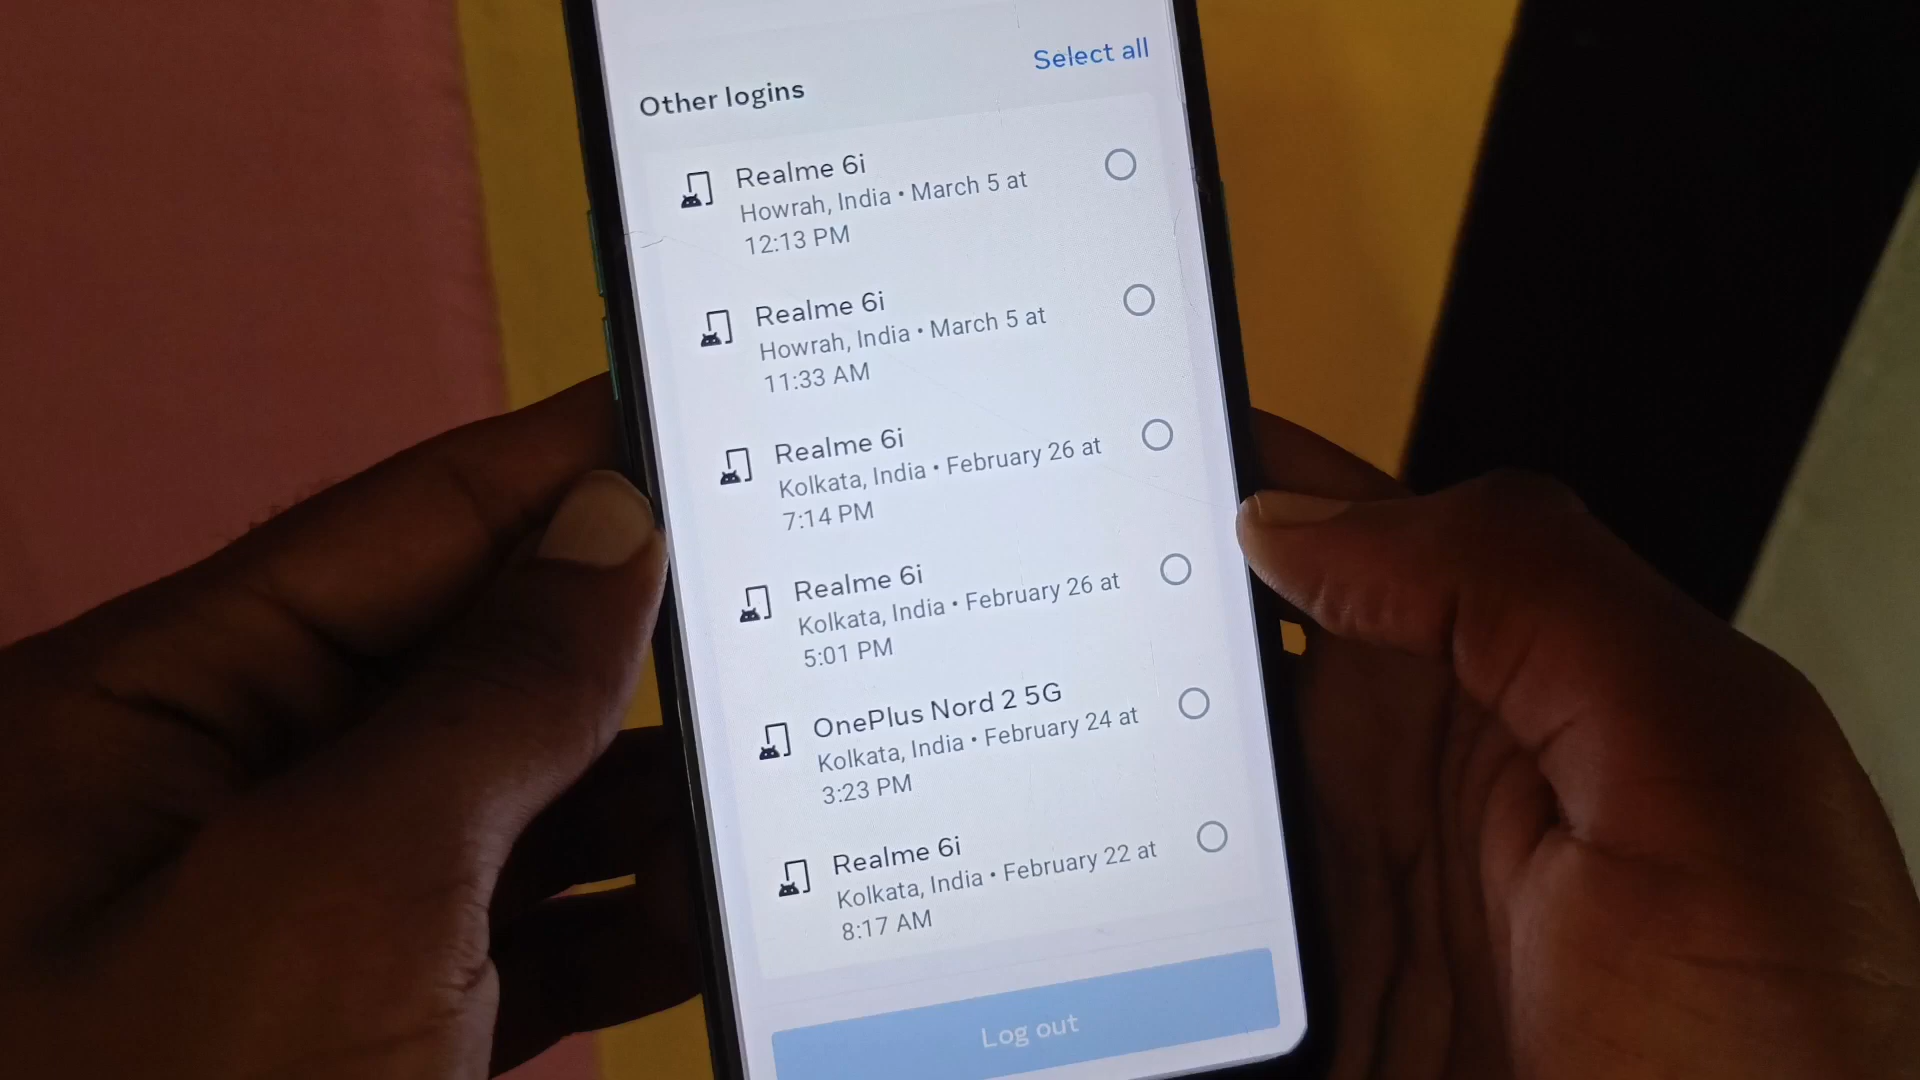 Select all
Other logins
Realme 6i
Howrah, India • March 5 at
12:13 PM
Realme 6i
Howrah, India • March 5 at
11:33 AM
Realme 6i
Kolkata, India • February 26 at
7:14 PM
Realme 6i
Kolkata, India • February 26 at
5:01 PM
OnePlus Nord 2 5G
Kolkata, India • February 24 at
3:23 PM
Realme 6i
Kolkata, India • February 22 at
8:17 AM
Log out